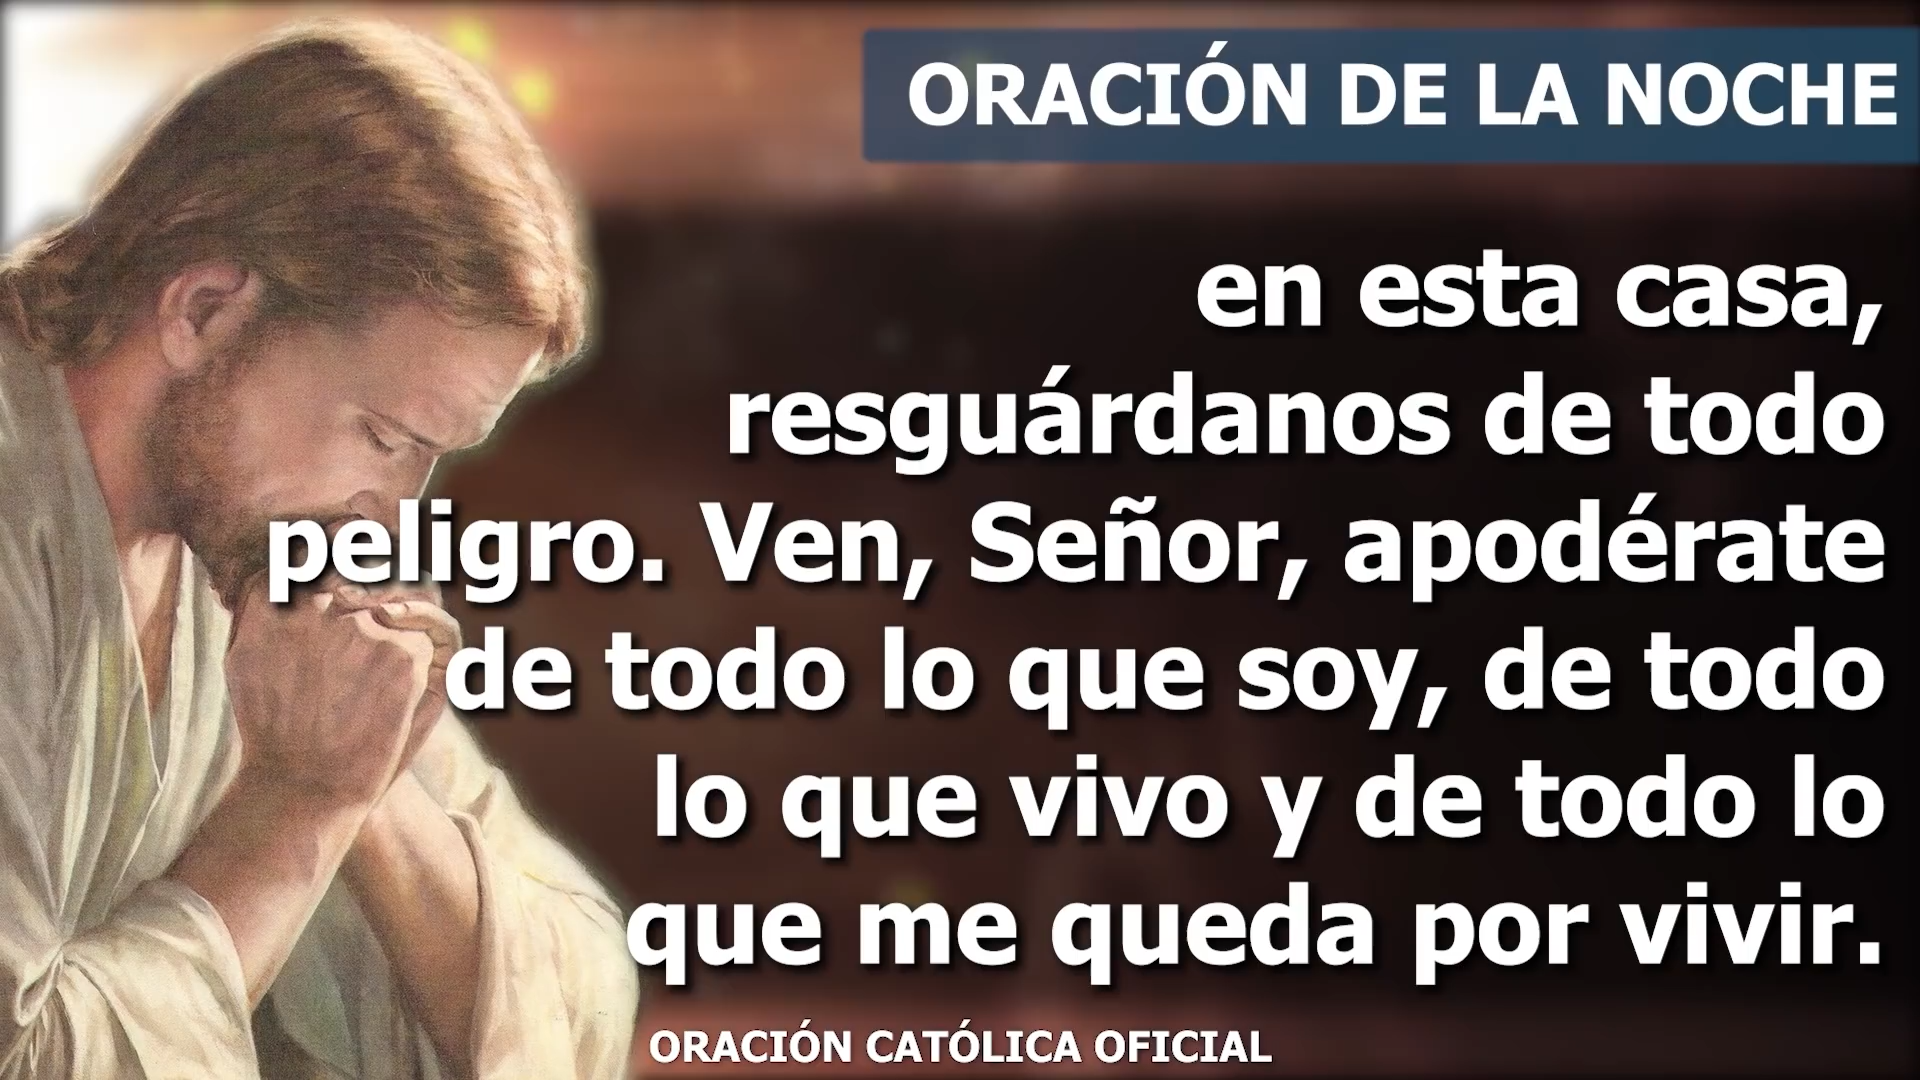 ORACIÓN DE LA NOCHE
en esta casa,
resguárdanos de todo
peligro. Ven, Señor, apodérate
de todo lo que soy, de todo
lo que vivo y de todo lo
que me queda por vivir.
ORACIÓN CATÓLICA OFICIAL